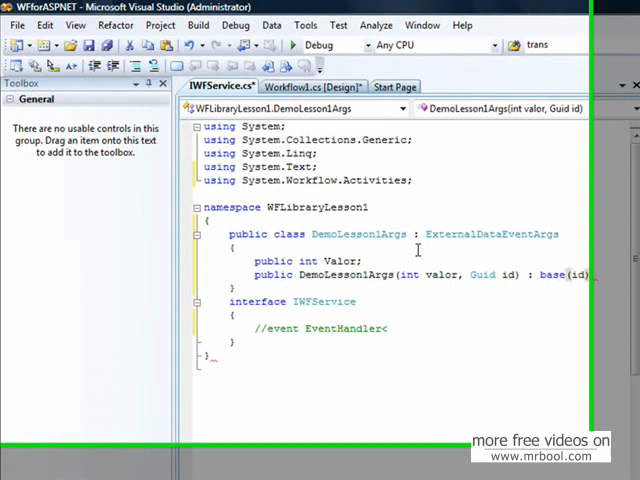 WFforASPNET - Microsoft Visual Studio (Administrator)
File Edit View Refactor Project Build Debug Data Tools Test Analyze Window Help
Debug Any CPU trans
Toolbox
General
There are no usable controls in this
group. Drag an item onto this text
to add it to the toolbox.
IWFService.cs* Workflow1.cs [Design]* Start Page
WFLibraryLesson1.DemoLesson1Args DemoLesson1Args(int valor, Guid id)
using System;
using System.Collections.Generic;
using System.Linq;
using System.Text;
using System.Workflow.Activities;
namespace WFLibraryLesson1
{
public class DemoLesson1Args : ExternalDataEventArgs
{
public int Valor;
public DemoLesson1Args(int valor, Guid id) : base(id)
}
interface IWFService
{
//event EventHandler<
}
}
more free videos on
www.mrbool.com